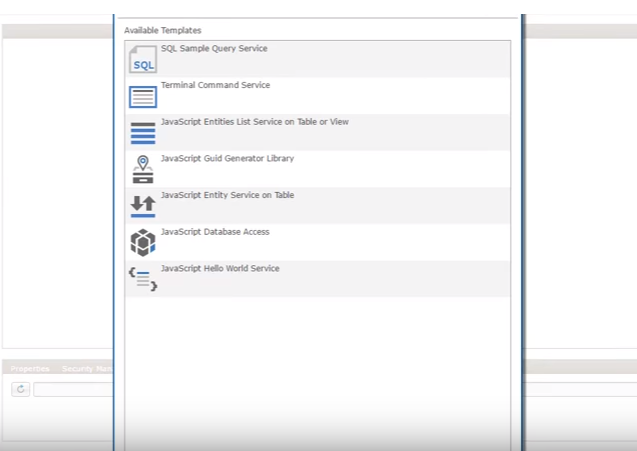 Available Templates
SQL Sample Query Service
SQL
Terminal Command Service
JavaScript Entities List Service on Table or View
JavaScript Guid Generator Library
JavaScript Entity Service on Table
JavaScript Database Access
JavaScript Hello World Service
Properties Security Man